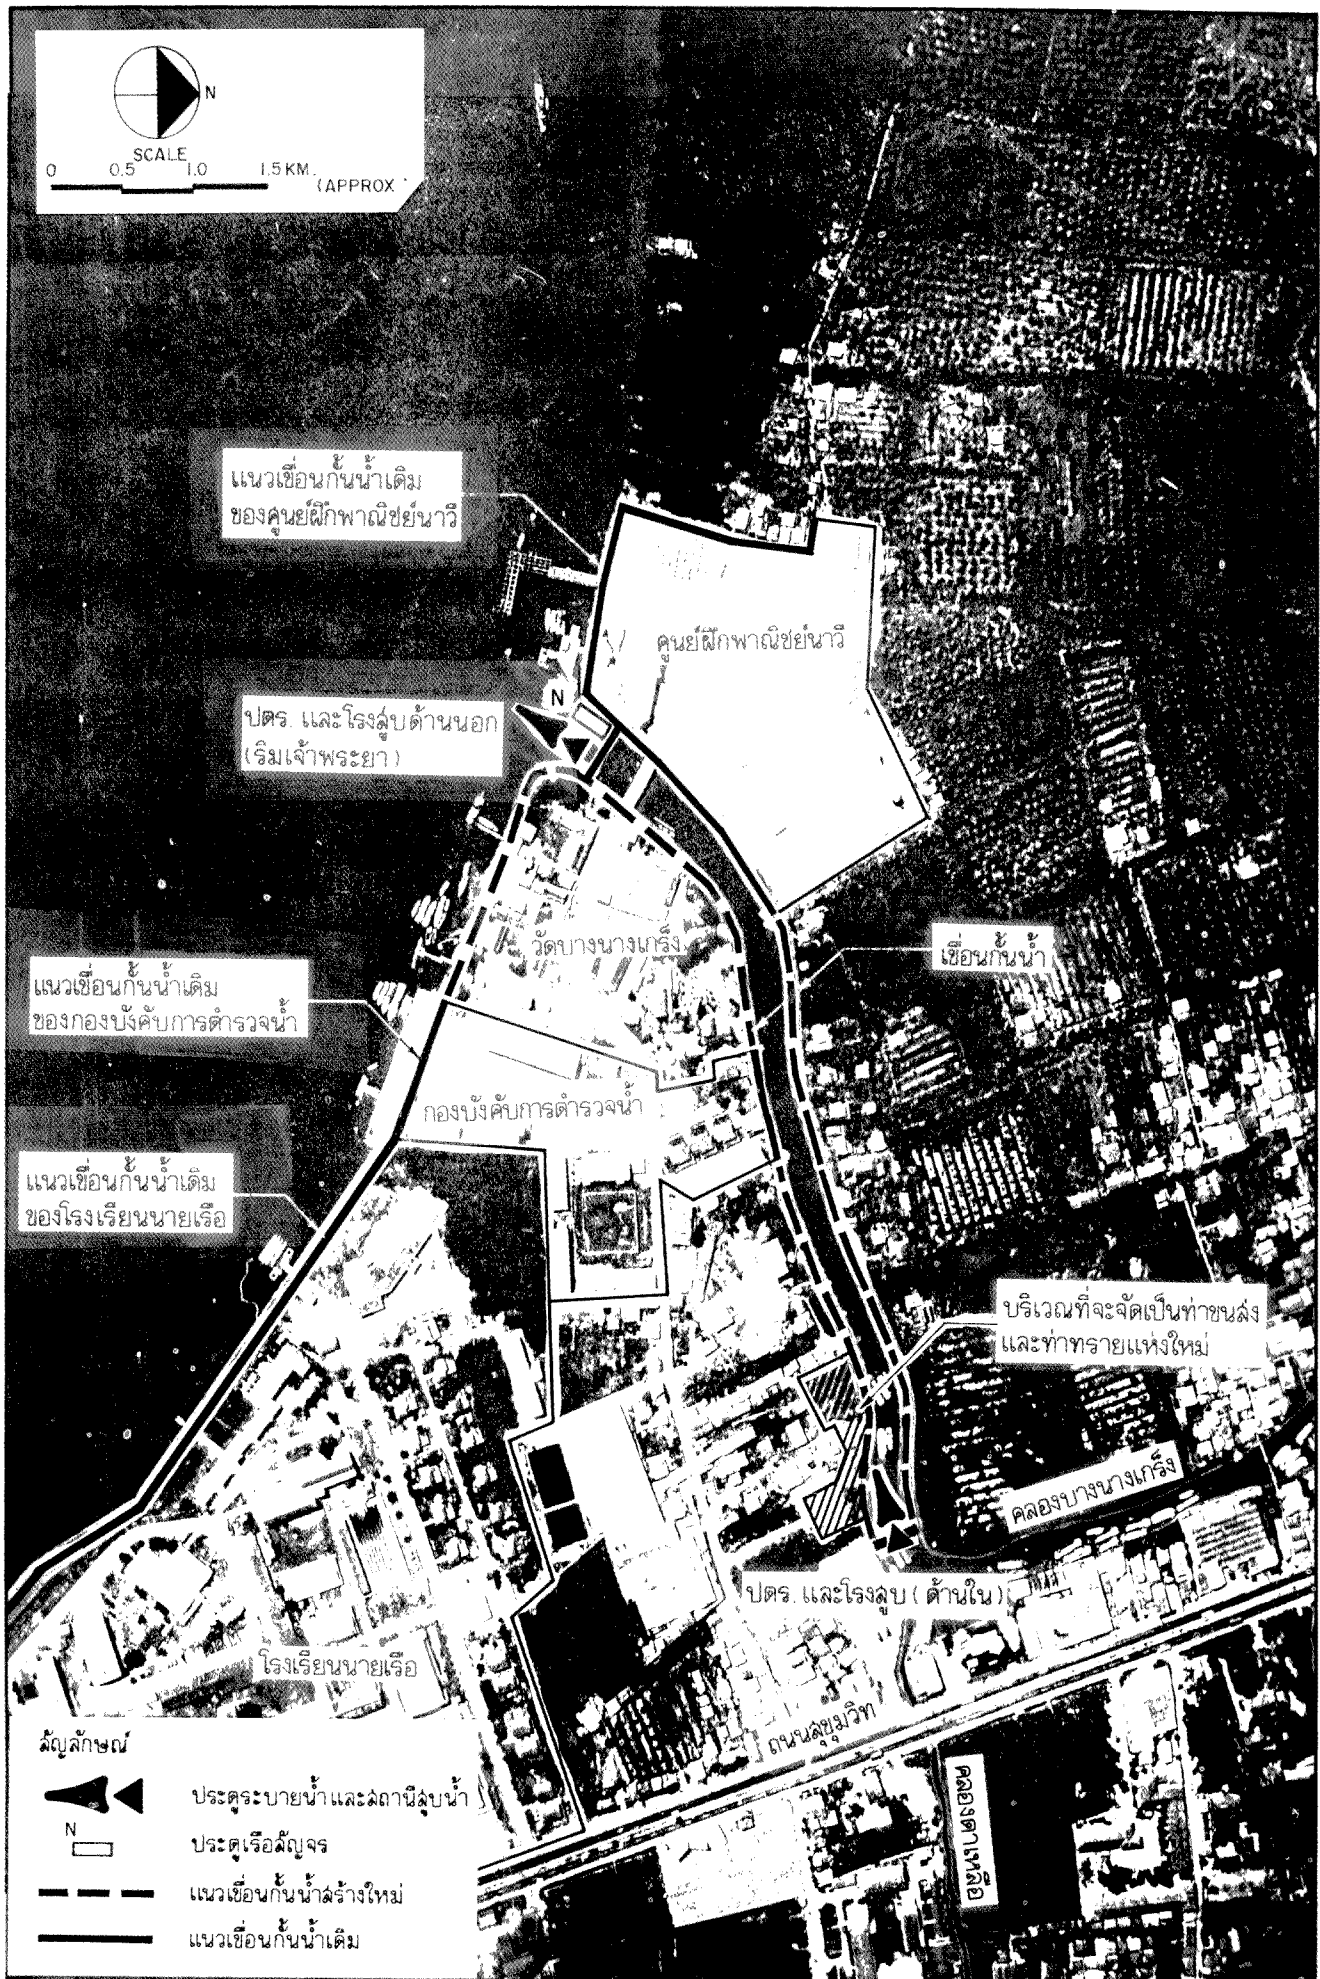 N
SCALE
0 0.5 1.0 1.5 KM.
(APPROX
แนวเขื่อนกั้นน้ำเดิม
ของศูนย์ฝึกพาณิชย์นาวี
ศูนย์ฝึกพาณิชย์นาวี
N
ปตร. และโรงสูบด้านนอก
(ริมเจ้าพระยา)
วัดบางนางเกร็ง
เขื่อนกั้นน้ำ
แนวเขื่อนกั้นน้ำเดิม
ของกองบังคับการตำรวจน้ำ
กองบังคับการตำรวจน้ำ
แนวเขื่อนกั้นน้ำเดิม
ของโรงเรียนนายเรือ
บริเวณที่จะจัดเป็นท่าขนส่ง
และท่าทรายแห่งใหม่
คลองบางนางเกร็ง
ปตร. และโรงสูบ (ด้านใน)
โรงเรียนนายเรือ
ถนนสุขุมวิท
คลองตาเหลือ
สัญลักษณ์
ประตูระบายน้ำและสถานีสูบน้ำ
N
ประตูเรือสัญจร
แนวเขื่อนกั้นน้ำสร้างใหม่
แนวเขื่อนกั้นน้ำเดิม